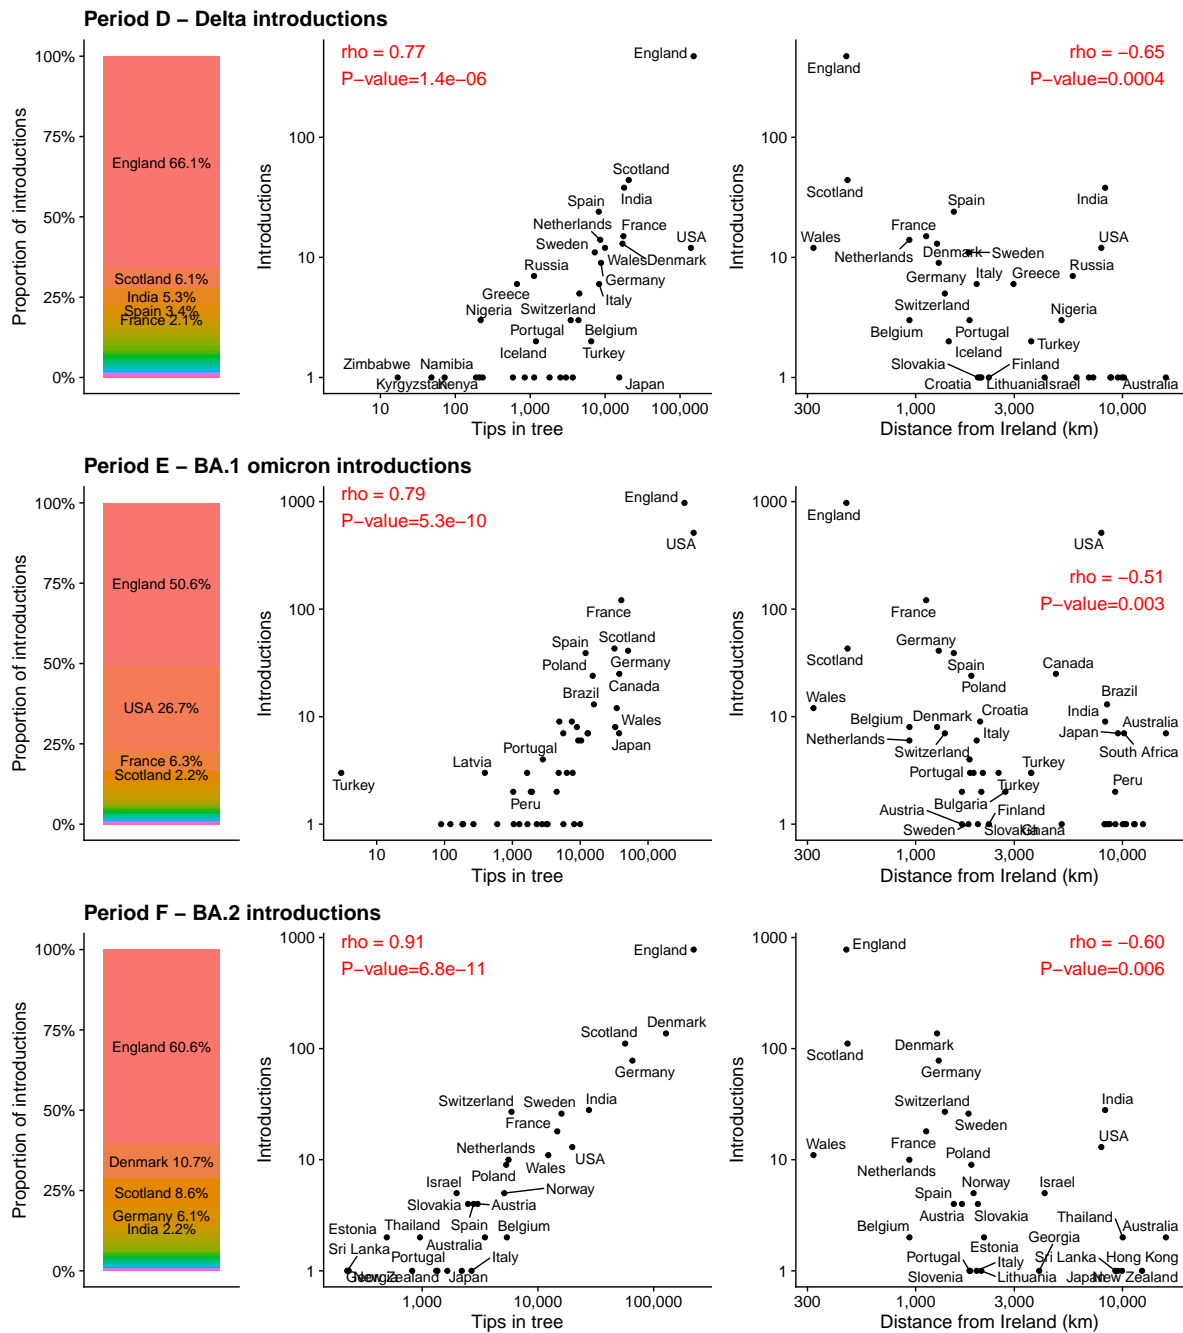 Period D – Delta introductions
Proportion of introductions
100%
75%
50%
25%
0%
England 66.1%
Scotland 6.1%
India 5.3%
Spain 3.4%
France 2.1%
Introductions
100
10
1
rho = 0.77
P−value=1.4e−06
England
Scotland
India
Spain
Netherlands
France
USA
Sweden
Wales
Denmark
Russia
Germany
Greece
Italy
Nigeria
Switzerland
Portugal
Belgium
Iceland
Turkey
Zimbabwe
Namibia
Kyrgyzstan
Kenya
Japan
10
100
1,000
10,000
100,000
Tips in tree
Introductions
100
10
1
rho = −0.65
P−value=0.0004
England
Scotland
Spain
India
Wales
France
USA
Netherlands
Denmark
Sweden
Germany
Italy
Greece
Russia
Switzerland
Nigeria
Belgium
Portugal
Iceland
Turkey
Slovakia
Finland
Croatia
Lithuania
Israel
Australia
300
1,000
3,000
10,000
Distance from Ireland (km)
Period E – BA.1 omicron introductions
Proportion of introductions
100%
75%
50%
25%
0%
England 50.6%
USA 26.7%
France 6.3%
Scotland 2.2%
Introductions
1000
100
10
1
rho = 0.79
P−value=5.3e−10
England
USA
France
Spain
Scotland
Poland
Germany
Canada
Brazil
Wales
Portugal
Japan
Latvia
Turkey
Peru
10
100
1,000
10,000
100,000
Tips in tree
Introductions
1000
100
10
1
rho = −0.51
P−value=0.003
England
USA
France
Germany
Scotland
Spain
Canada
Poland
Wales
Brazil
Belgium
Denmark
Croatia
India
Australia
Netherlands
Switzerland
Italy
Japan
South Africa
Portugal
Turkey
Turkey
Peru
Bulgaria
Austria
Finland
Sweden
Slovakia
Ghana
300
1,000
3,000
10,000
Distance from Ireland (km)
Period F – BA.2 introductions
Proportion of introductions
100%
75%
50%
25%
0%
England 60.6%
Denmark 10.7%
Scotland 8.6%
Germany 6.1%
India 2.2%
Introductions
1000
100
10
1
rho = 0.91
P−value=6.8e−11
England
Denmark
Scotland
Germany
Switzerland
Sweden
India
Netherlands
Wales
USA
Poland
Israel
Norway
Slovakia
Austria
Spain
Estonia
Thailand
Belgium
Australia
Sri Lanka
Portugal
Italy
Georgia
New Zealand
Japan
1,000
10,000
100,000
Tips in tree
Introductions
1000
100
10
1
rho = −0.60
P−value=0.006
England
Scotland
Denmark
Germany
Switzerland
India
Sweden
Wales
France
USA
Netherlands
Poland
Spain
Norway
Israel
Austria
Slovakia
Thailand
Belgium
Georgia
Australia
Estonia
Portugal
Italy
Sri Lanka
Hong Kong
Slovenia
Lithuania
Japan
New Zealand
300
1,000
3,000
10,000
Distance from Ireland (km)